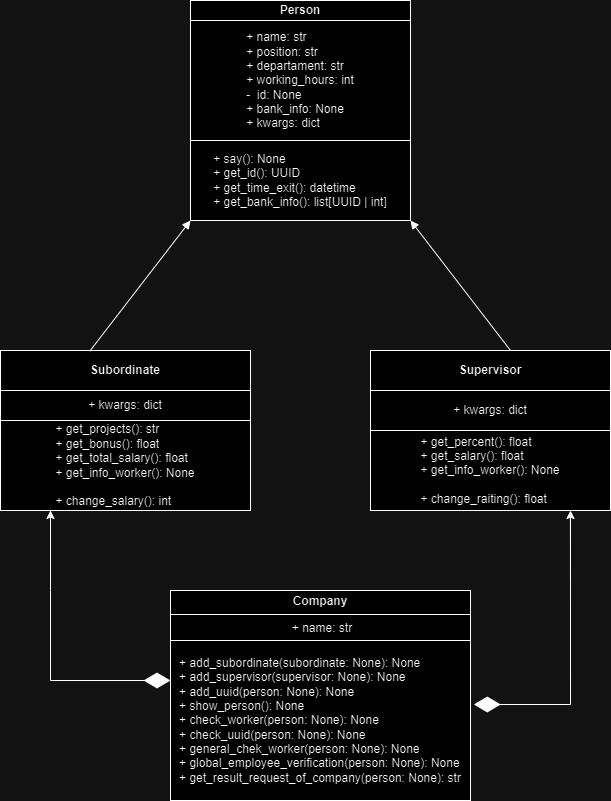 Person
+ name: str
+ position: str
+ departament: str
+ working_hours: int
- id: None
+ bank_info: None
+ kwargs: dict
+ say(): None
+ get_id(): UUID
+ get_time_exit(): datetime
+ get_bank_info(): list[UUID | int]
Subordinate
+ kwargs: dict
+ get_projects(): str
+ get_bonus(): float
+ get_total_salary(): float
+ get_info_worker(): None
+ change_salary(): int
Supervisor
+ kwargs: dict
+ get_percent(): float
+ get_salary(): float
+ get_info_worker(): None
+ change_raiting(): float
Company
+ name: str
+ add_subordinate(subordinate: None): None
+ add_supervisor(supervisor: None): None
+ add_uuid(person: None): None
+ show_person(): None
+ check_worker(person: None): None
+ check_uuid(person: None): None
+ general_chek_worker(person: None): None
+ global_employee_verification(person: None): None
+ get_result_request_of_company(person: None): str